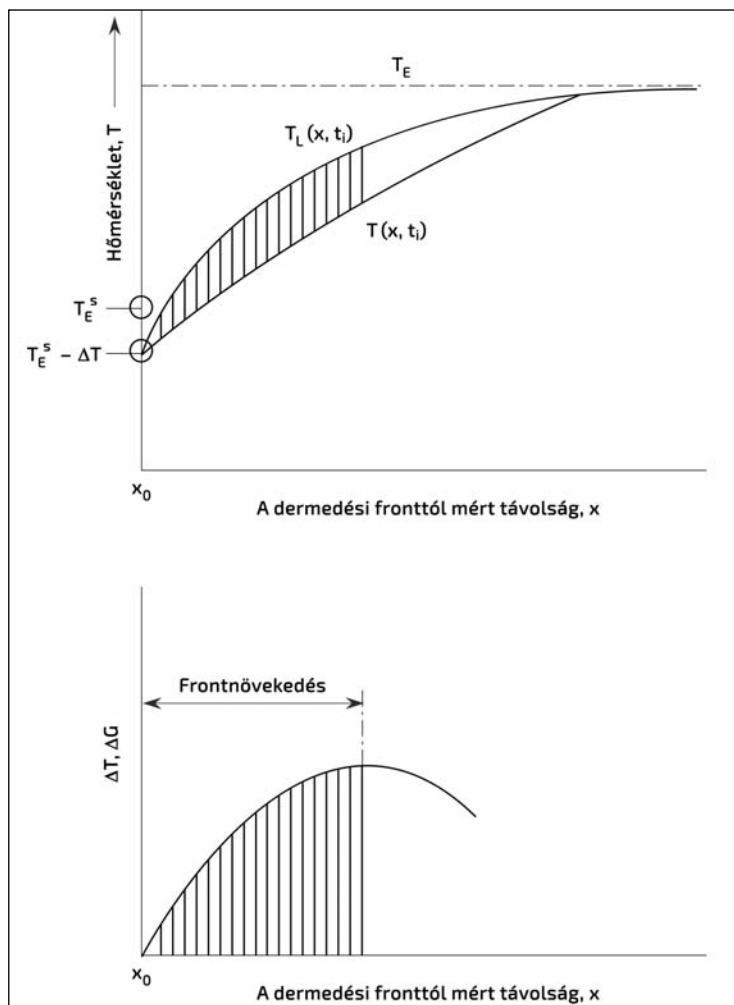 T_E
Hőmérséklet, T
T_L (x, t_i)
T (x, t_i)
T_E^s
T_E^s – ΔT
x_0
A dermedési fronttól mért távolság, x
Frontnövekedés
ΔT, ΔG
x_0
A dermedési fronttól mért távolság, x